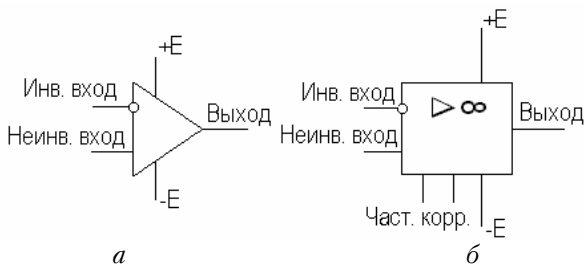 +E
Инв. вход
Неинв. вход
Выход
-E
а
+E
Инв. вход
Неинв. вход
▷ ∞
Выход
Част. корр.
-E
б